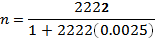 n = 2222 / 1 + 2222(0.0025)